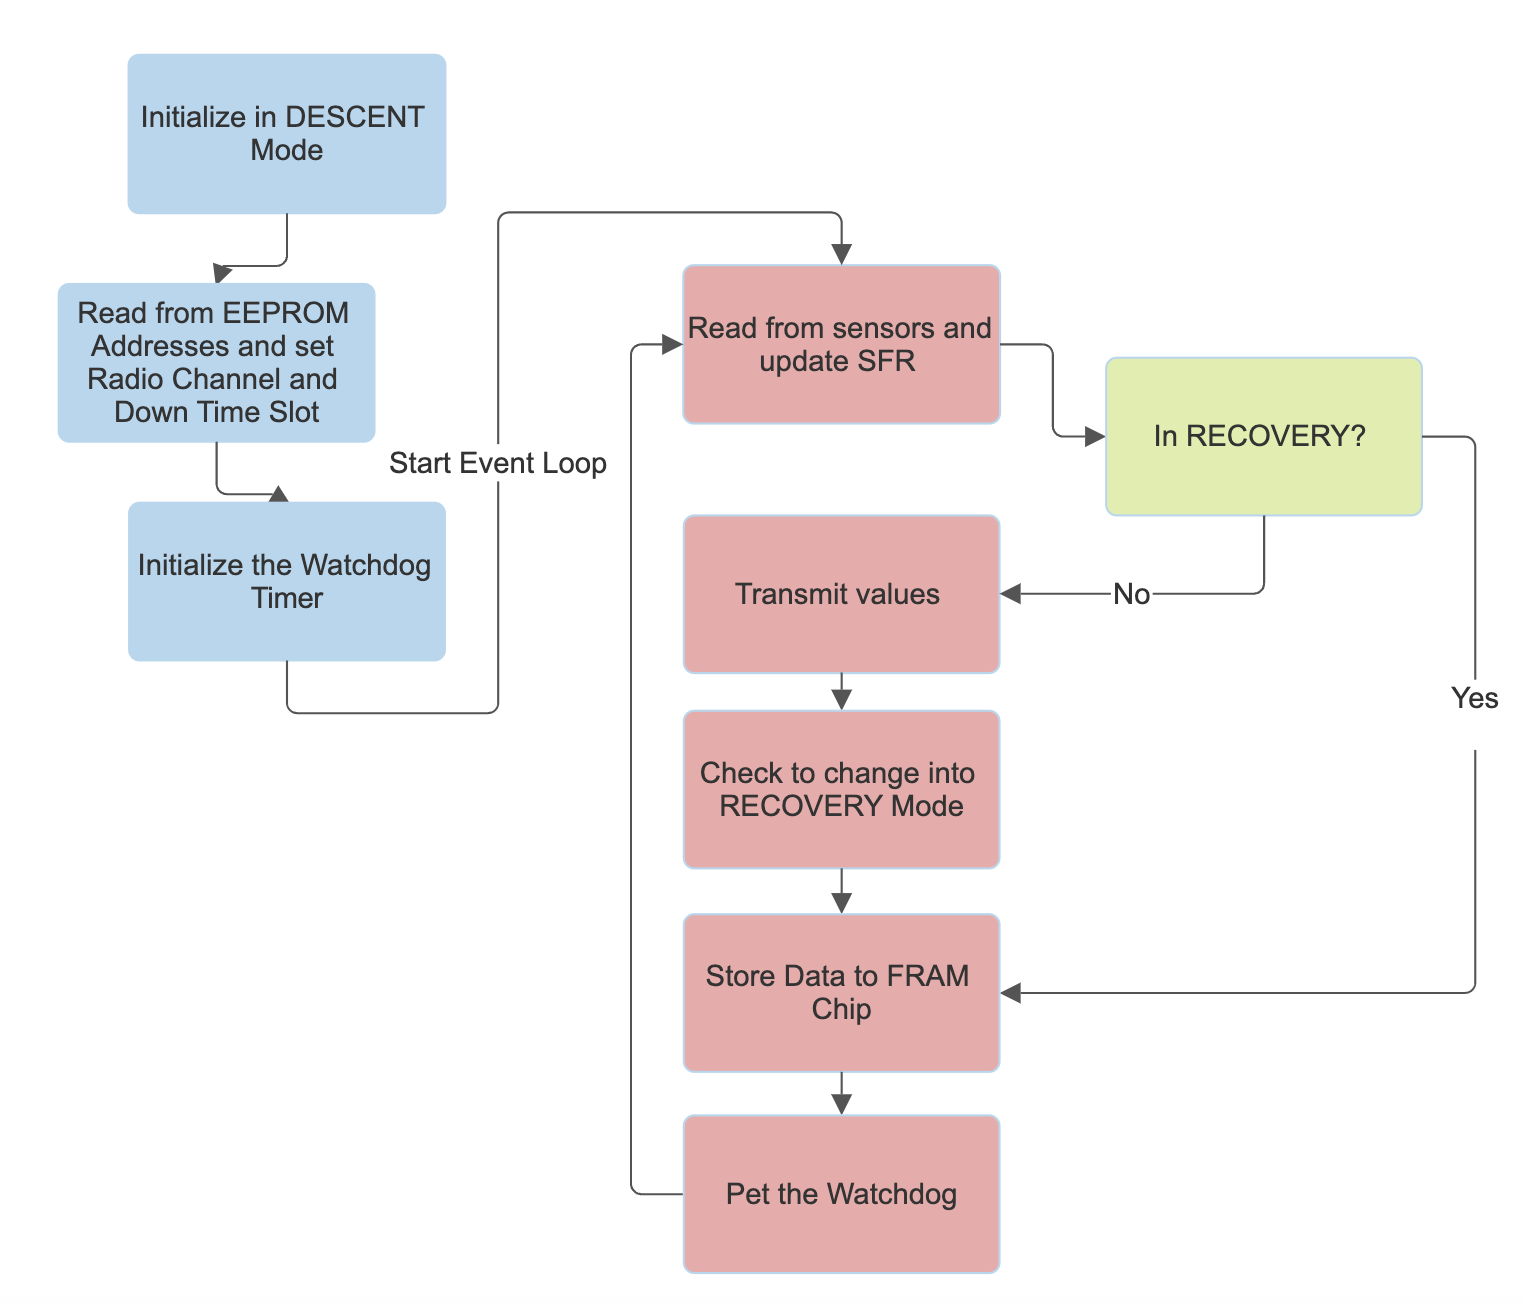 Initialize in DESCENT
Mode
Read from EEPROM
Addresses and set
Radio Channel and
Down Time Slot
Initialize the Watchdog
Timer
Start Event Loop
Read from sensors and
update SFR
In RECOVERY?
No
Yes
Transmit values
Check to change into
RECOVERY Mode
Store Data to FRAM
Chip
Pet the Watchdog